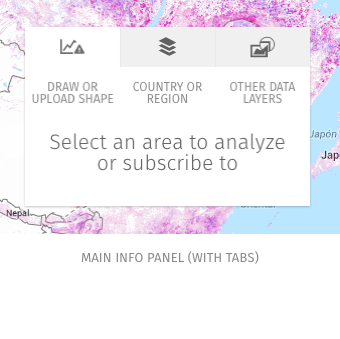 DRAW OR
UPLOAD SHAPE
COUNTRY OR
REGION
OTHER DATA
LAYERS
Select an area to analyze
or subscribe to
Japón
Jap
Nepal
MAIN INFO PANEL (WITH TABS)